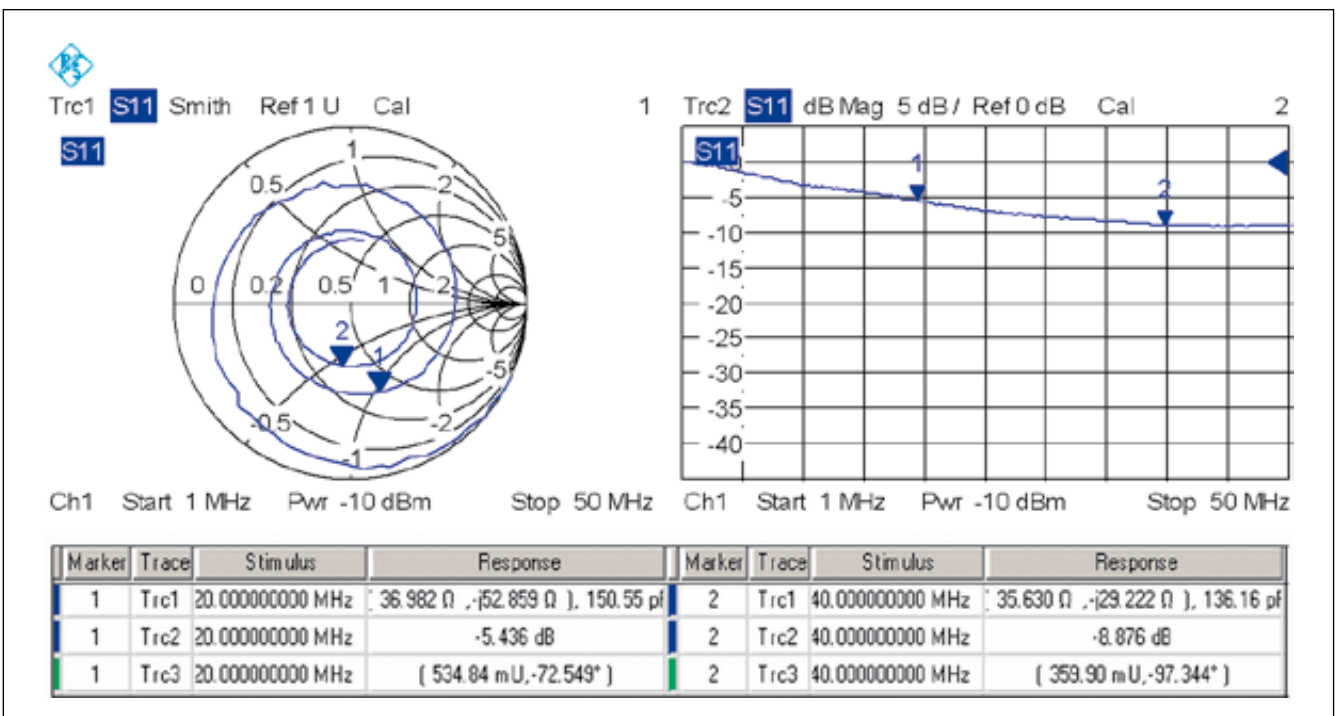 Trc1 S11 Smith Ref 1 U Cal 1
S11
1
0.5
2
5
0 0.2 0.5 1 2
2
1
-5
-0.5
-2
-1
Ch1 Start 1 MHz Pwr -10 dBm Stop 50 MHz
Trc2 S11 dB Mag 5 dB / Ref 0 dB Cal 2
S11
1
2
-5
-10
-15
-20
-25
-30
-35
-40
Ch1 Start 1 MHz Pwr -10 dBm Stop 50 MHz
Marker Trace Stimulus Response Marker Trace Stimulus Response
1 Trc1 20.000000000 MHz 36.982 Ω ,-j52.859 Ω ), 150.55 pF 2 Trc1 40.000000000 MHz 35.630 Ω ,-j29.222 Ω ), 136.16 pF
1 Trc2 20.000000000 MHz -5.436 dB 2 Trc2 40.000000000 MHz -8.876 dB
1 Trc3 20.000000000 MHz ( 534.84 mU,-72.549° ) 2 Trc3 40.000000000 MHz ( 359.90 mU,-97.344° )